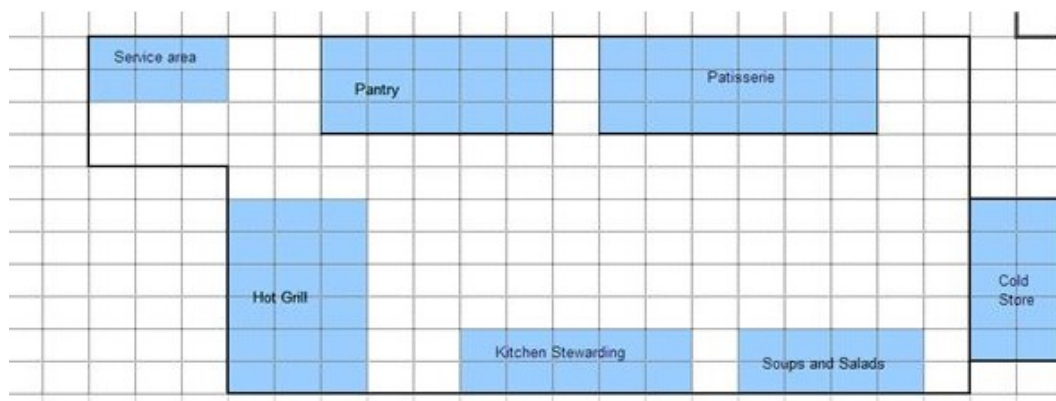 Service area
Pantry
Patisserie
Hot Grill
Cold
Store
Kitchen Stewarding
Soups and Salads